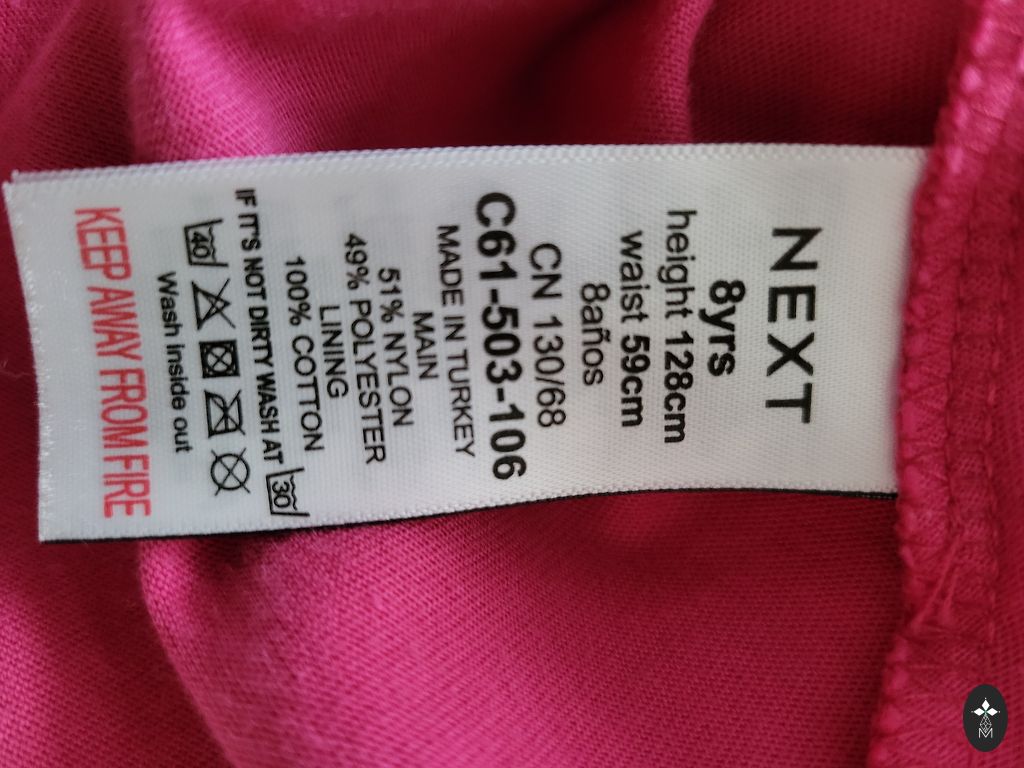 NEXT
8yrs
height 128cm
waist 59cm
8años
CN 130/68
C61-503-106
MADE IN TURKEY
MAIN
51% NYLON
49% POLYESTER
LINING
100% COTTON
IF IT'S NOT DIRTY WASH AT 30
40
Wash inside out
KEEP AWAY FROM FIRE
M